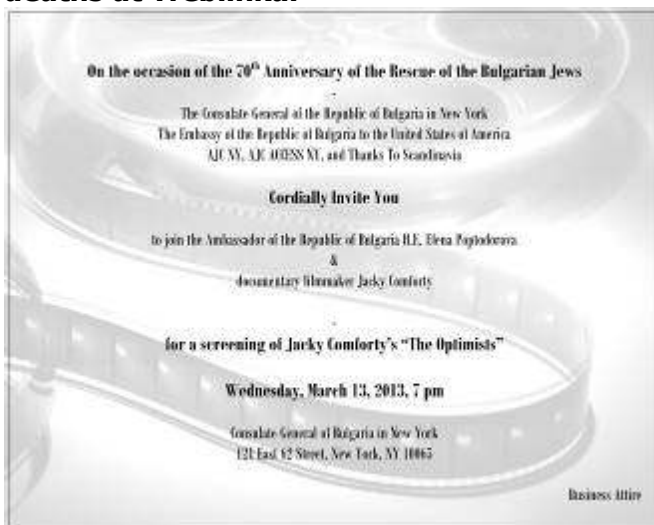 On the occasion of the 70th Anniversary of the Rescue of the Bulgarian Jews
-
The Consulate General of the Republic of Bulgaria in New York
The Embassy of the Republic of Bulgaria to the United States of America
AJC NY, AJC ACCESS NY, and Thanks To Scandinavia
Cordially Invite You
to join the Ambassador of the Republic of Bulgaria H.E. Elena Poptodorova
&
documentary filmmaker Jacky Comforty
-
for a screening of Jacky Comforty's “The Optimists”
Wednesday, March 13, 2013, 7 pm
Consulate General of Bulgaria in New York
121 East 62 Street, New York, NY 10065
Business Attire